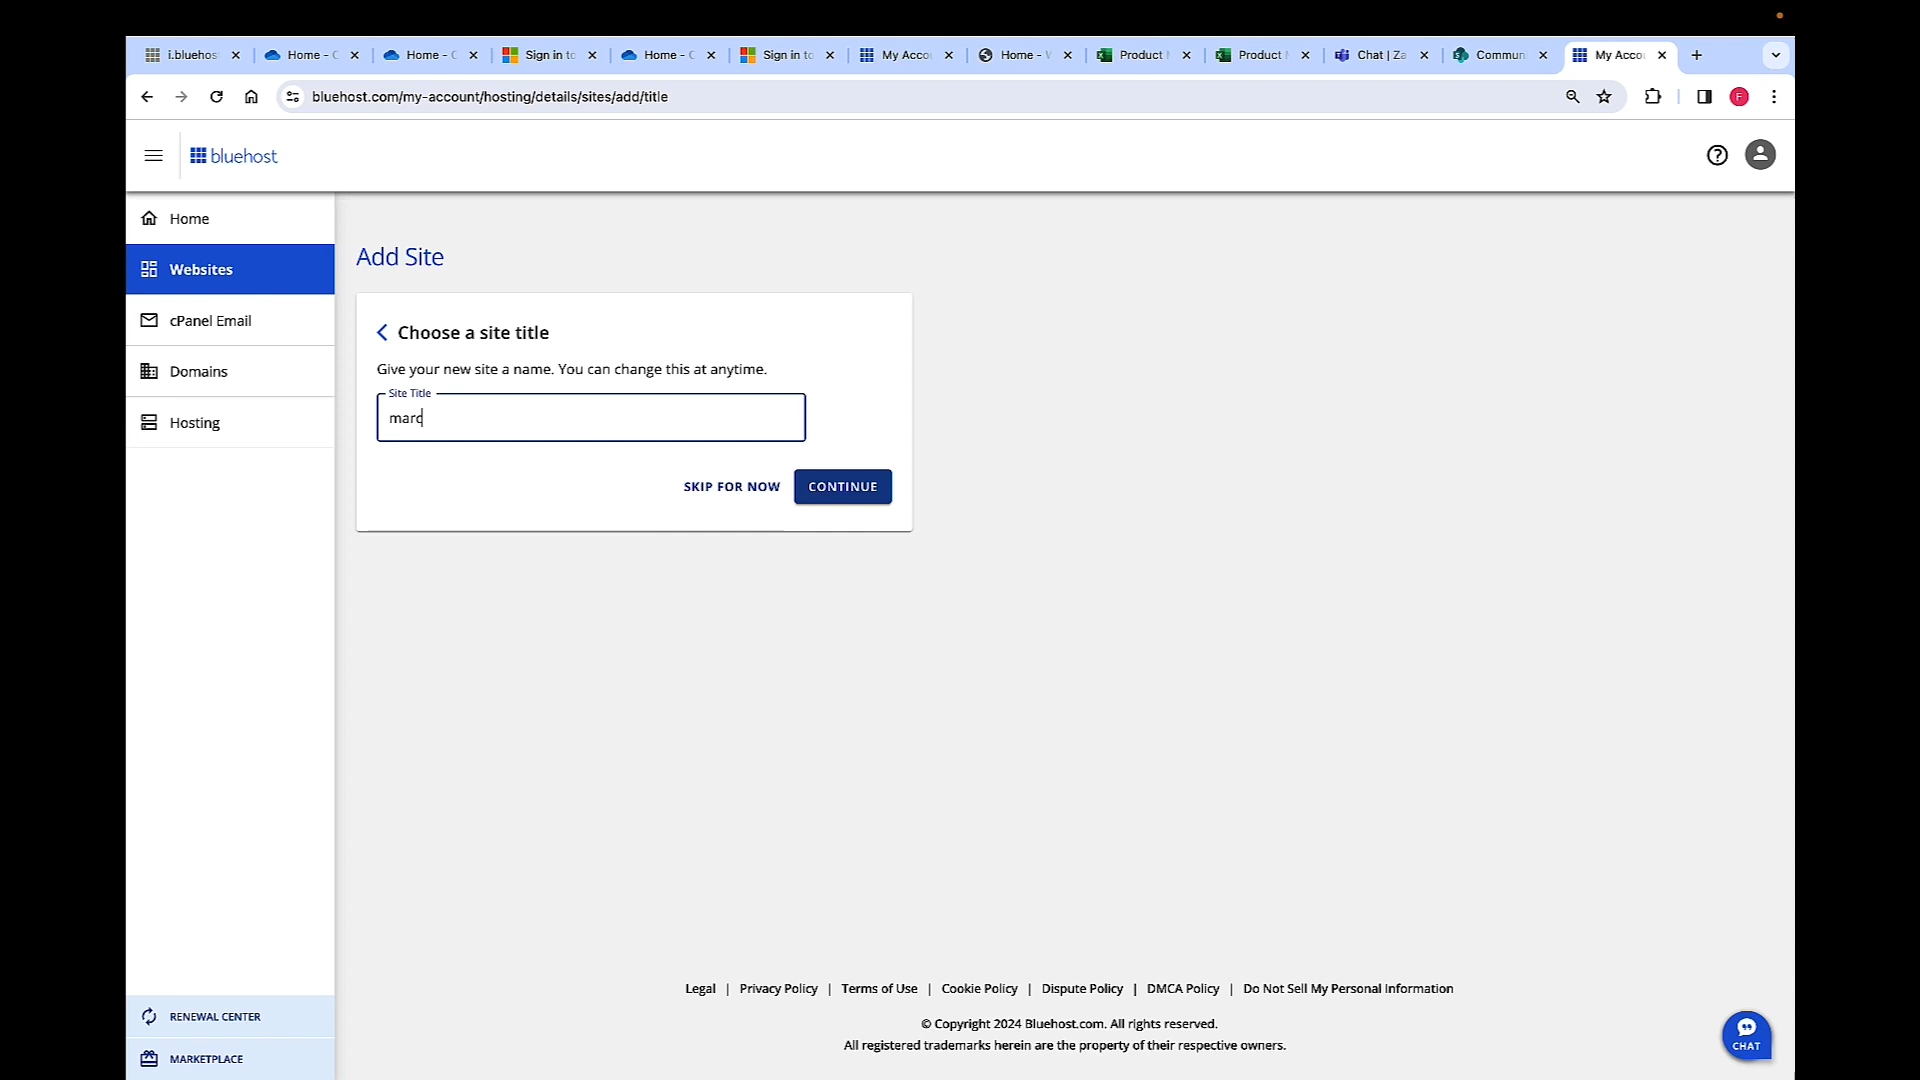 i.bluehos
Home - C
Home - C
Sign in to
Home - C
Sign in to
My Acco
Home - W
Product
Product
Chat | Za
Commun
My Acco
bluehost.com/my-account/hosting/details/sites/add/title
F
bluehost
Home
Websites
cPanel Email
Domains
Hosting
Add Site
Choose a site title
Give your new site a name. You can change this at anytime.
Site Title
marc
SKIP FOR NOW
CONTINUE
Legal | Privacy Policy | Terms of Use | Cookie Policy | Dispute Policy | DMCA Policy | Do Not Sell My Personal Information
© Copyright 2024 Bluehost.com. All rights reserved.
All registered trademarks herein are the property of their respective owners.
RENEWAL CENTER
MARKETPLACE
CHAT